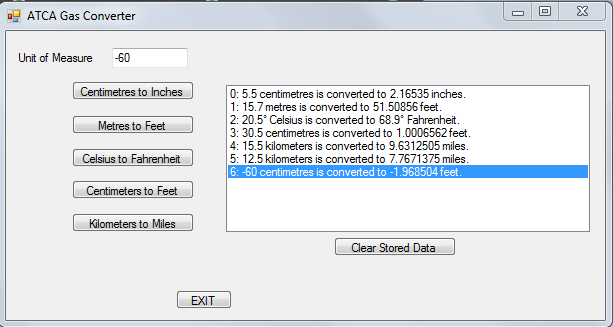 ATCA Gas Converter
Unit of Measure -60
Centimetres to Inches
Metres to Feet
Celsius to Fahrenheit
Centimeters to Feet
Kilometers to Miles
0: 5.5 centimetres is converted to 2.16535 inches.
1: 15.7 metres is converted to 51.50856 feet.
2: 20.5° Celsius is converted to 68.9° Fahrenheit.
3: 30.5 centimetres is converted to 1.0006562 feet.
4: 15.5 kilometers is converted to 9.6312505 miles.
5: 12.5 kilometers is converted to 7.7671375 miles.
6: -60 centimetres is converted to -1.968504 feet.
Clear Stored Data
EXIT